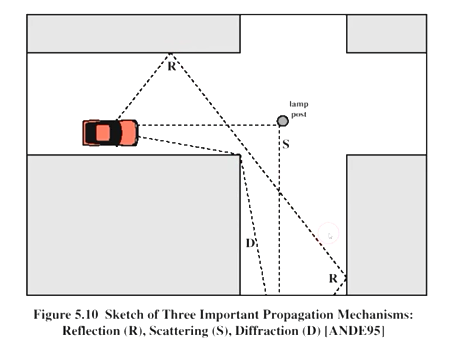 R
lamp
post
S
D
R
Figure 5.10 Sketch of Three Important Propagation Mechanisms:
Reflection (R), Scattering (S), Diffraction (D) [ANDE95]